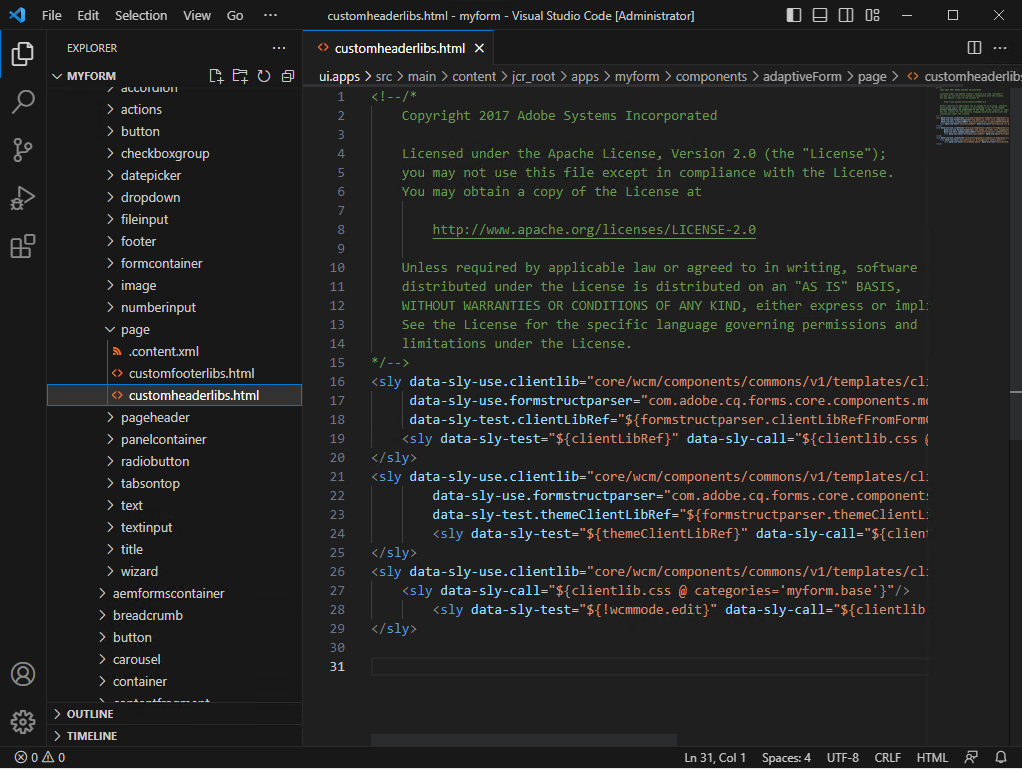 File Edit Selection View Go ··· customheaderlibs.html - myform - Visual Studio Code [Administrator]
EXPLORER ···
MYFORM
accordion
actions
button
checkboxgroup
datepicker
dropdown
fileinput
footer
formcontainer
image
numberinput
page
.content.xml
customfooterlibs.html
customheaderlibs.html
pageheader
panelcontainer
radiobutton
tabsontop
text
textinput
title
wizard
aemformscontainer
breadcrumb
button
carousel
container
contentfragment
OUTLINE
TIMELINE
<> customheaderlibs.html ×
ui.apps > src > main > content > jcr_root > apps > myform > components > adaptiveForm > page > <> customheaderlibs
1 <!--/*
2 Copyright 2017 Adobe Systems Incorporated
3
4 Licensed under the Apache License, Version 2.0 (the "License");
5 you may not use this file except in compliance with the License.
6 You may obtain a copy of the License at
7
8 http://www.apache.org/licenses/LICENSE-2.0
9
10 Unless required by applicable law or agreed to in writing, software
11 distributed under the License is distributed on an "AS IS" BASIS,
12 WITHOUT WARRANTIES OR CONDITIONS OF ANY KIND, either express or impli
13 See the License for the specific language governing permissions and
14 limitations under the License.
15 */-->
16 <sly data-sly-use.clientlib="core/wcm/components/commons/v1/templates/cli
17 data-sly-use.formstructparser="com.adobe.cq.forms.core.components.mo
18 data-sly-test.clientLibRef="${formstructparser.clientLibRefFromFormC
19 <sly data-sly-test="${clientLibRef}" data-sly-call="${clientlib.css @
20 </sly>
21 <sly data-sly-use.clientlib="core/wcm/components/commons/v1/templates/cli
22 data-sly-use.formstructparser="com.adobe.cq.forms.core.components
23 data-sly-test.themeClientLibRef="${formstructparser.themeClientLi
24 <sly data-sly-test="${themeClientLibRef}" data-sly-call="${client
25 </sly>
26 <sly data-sly-use.clientlib="core/wcm/components/commons/v1/templates/cli
27 <sly data-sly-call="${clientlib.css @ categories='myform.base'}"/>
28 <sly data-sly-test="${!wcmmode.edit}" data-sly-call="${clientlib
29 </sly>
30
31
0 0 Ln 31, Col 1 Spaces: 4 UTF-8 CRLF HTML